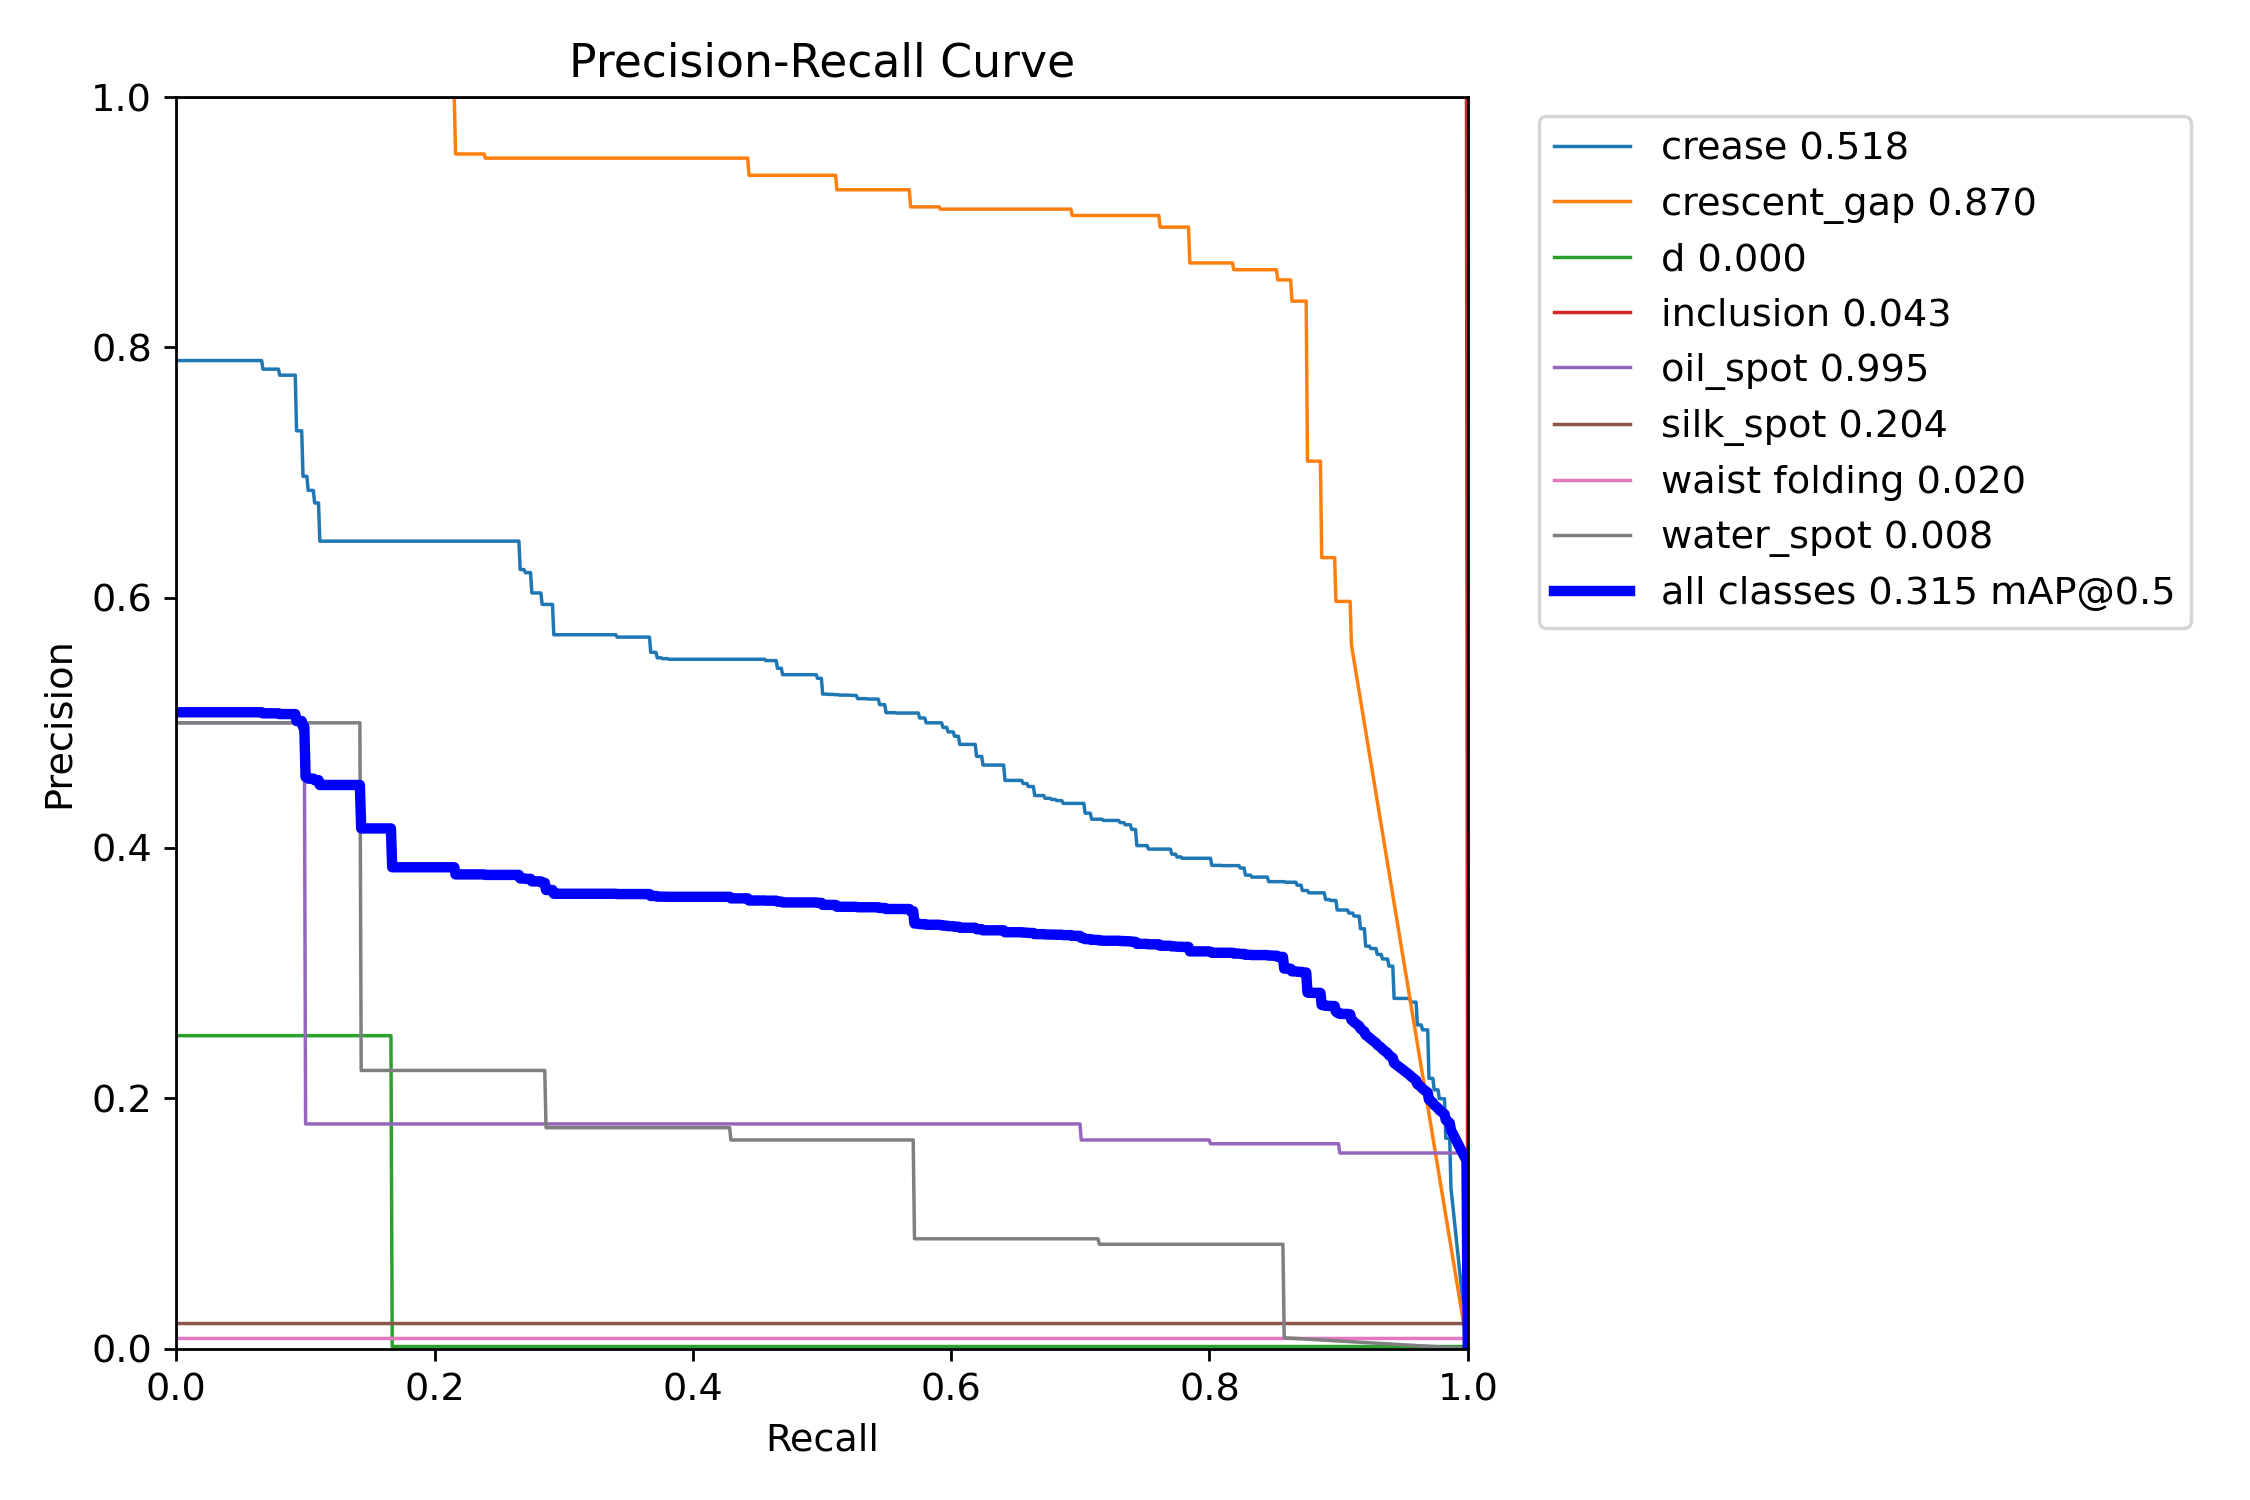 Precision-Recall Curve
1.0
0.8
0.6
0.4
0.2
0.0
Precision
0.0 0.2 0.4 0.6 0.8 1.0
Recall
crease 0.518
crescent_gap 0.870
d 0.000
inclusion 0.043
oil_spot 0.995
silk_spot 0.204
waist folding 0.020
water_spot 0.008
all classes 0.315 mAP@0.5